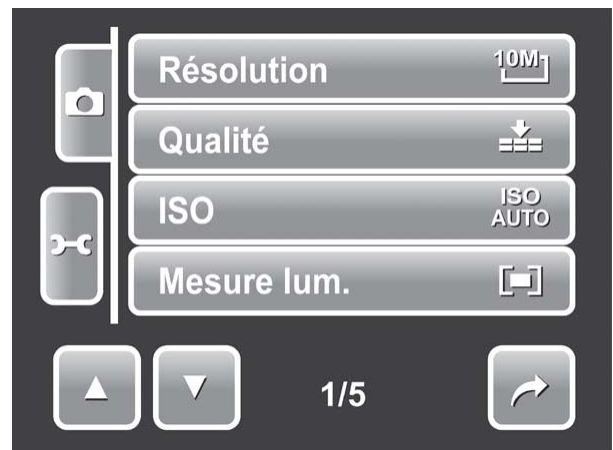 Résolution 10M
Qualité
ISO ISO AUTO
Mesure lum.
1/5